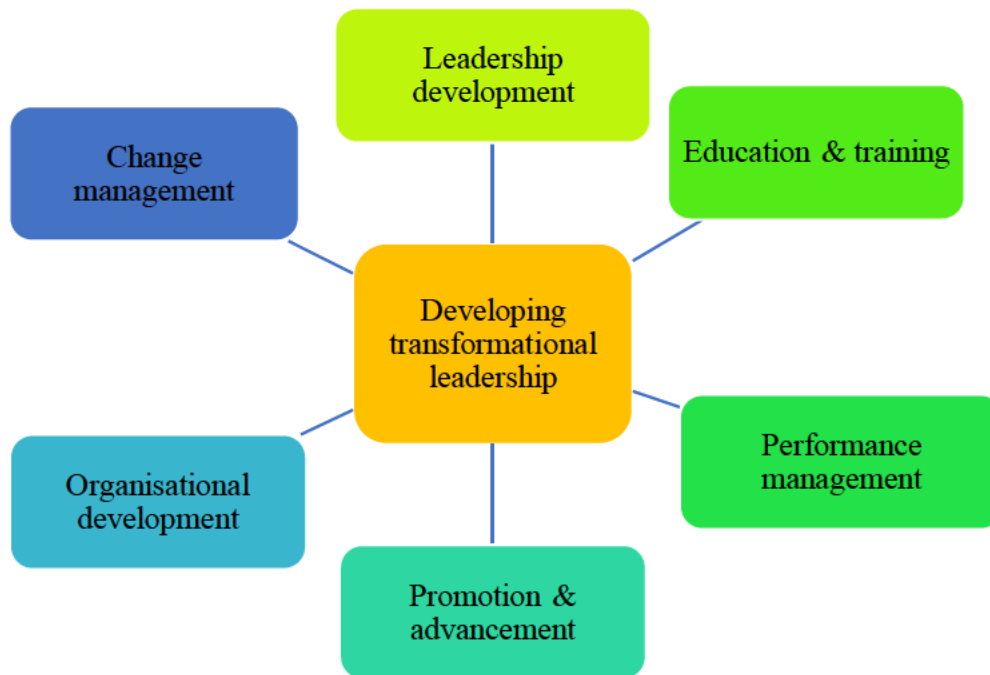 Leadership
development
Education & training
Change
management
Developing
transformational
leadership
Performance
management
Organisational
development
Promotion &
advancement